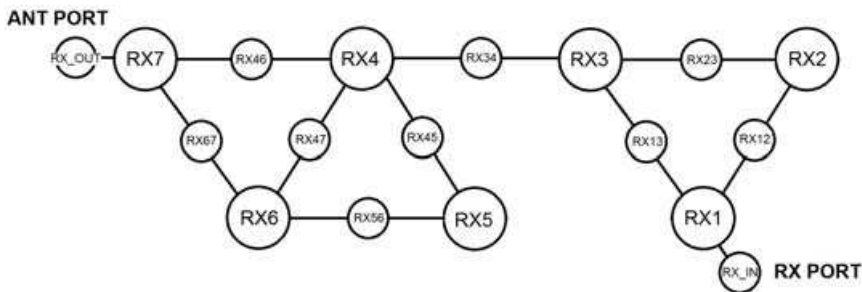 ANT PORT
RX_OUT RX7 RX46 RX4 RX34 RX3 RX23 RX2
RX67 RX47 RX45 RX13 RX12
RX6 RX56 RX5 RX1
RX_IN RX PORT